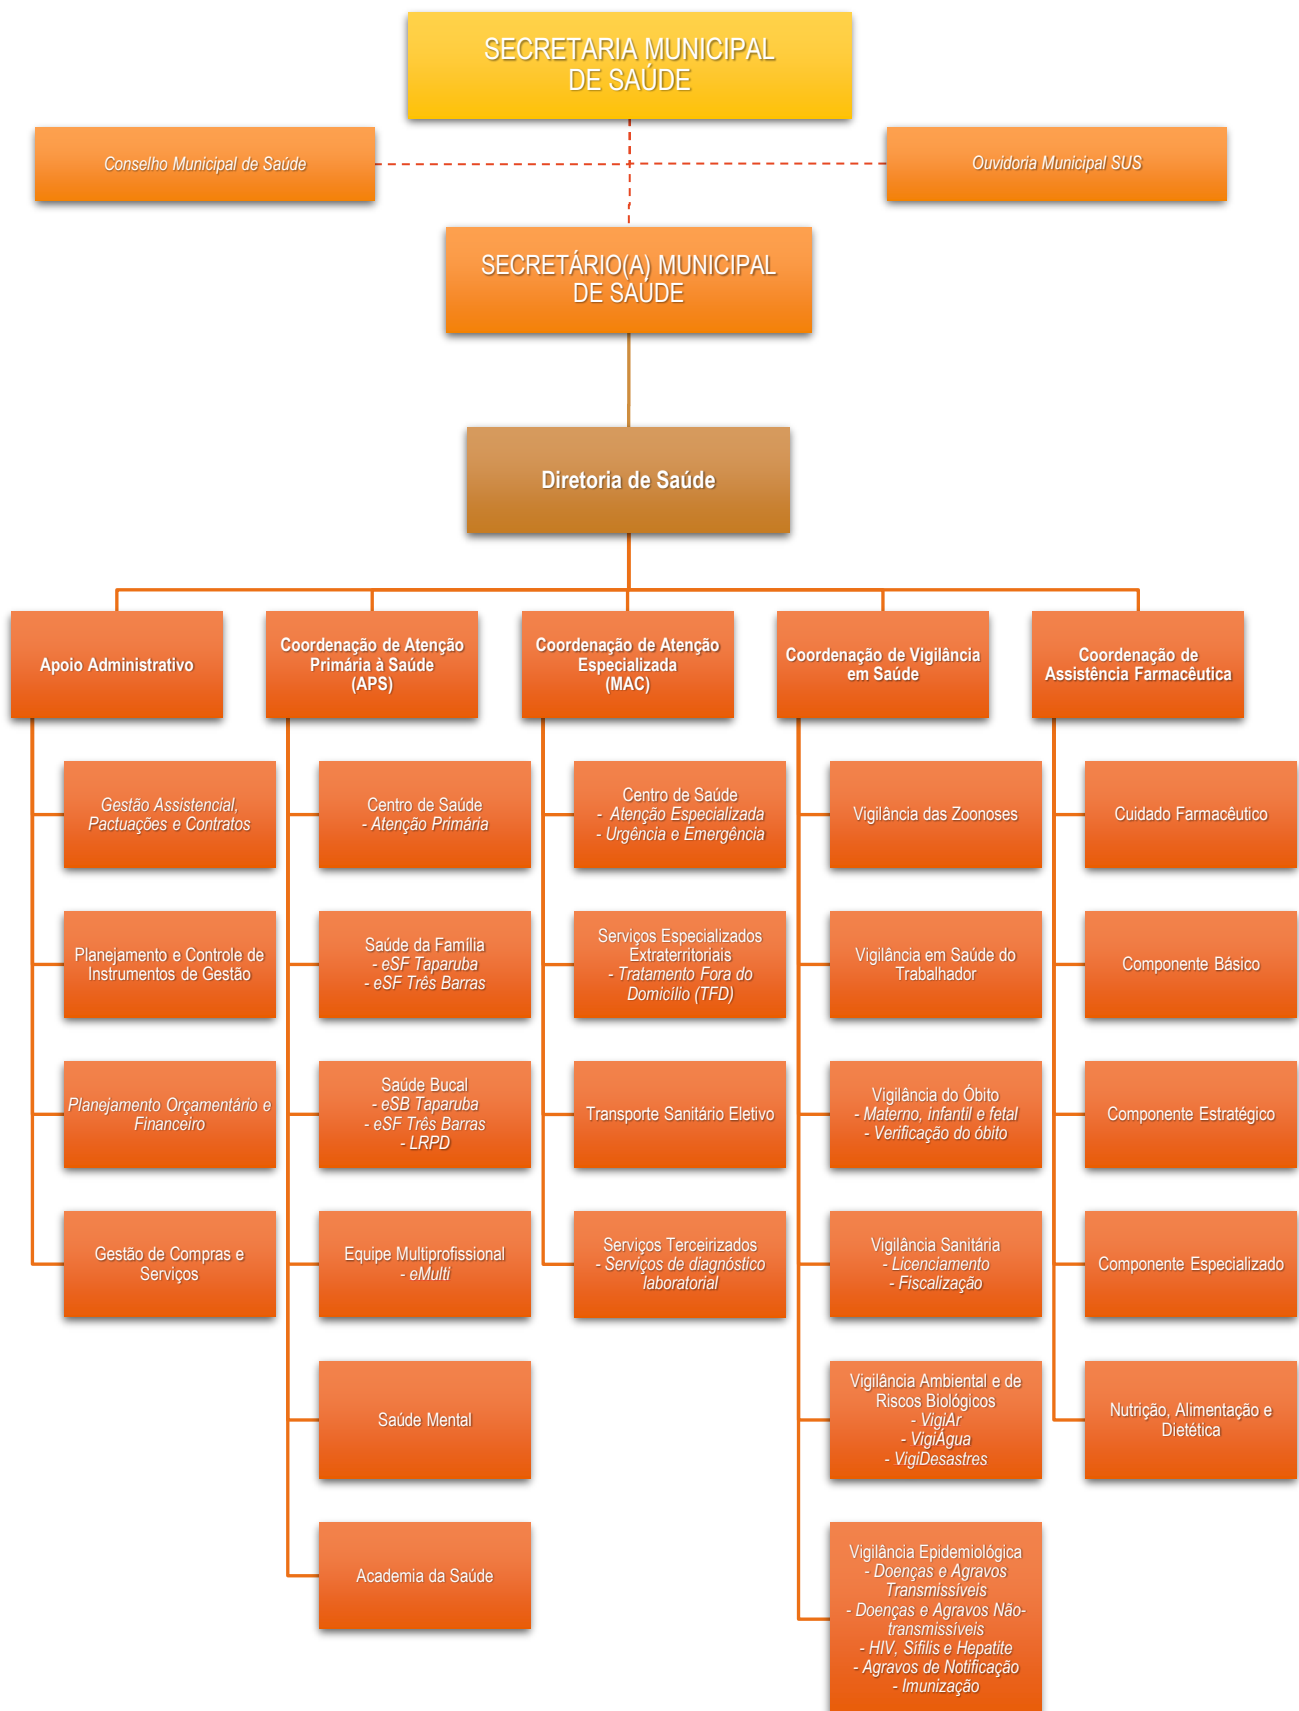 SECRETARIA MUNICIPAL
DE SAÚDE
Conselho Municipal de Saúde
Ouvidoria Municipal SUS
SECRETÁRIO(A) MUNICIPAL
DE SAÚDE
Diretoria de Saúde
Apoio Administrativo
Coordenação de Atenção
Primária à Saúde
(APS)
Coordenação de Atenção
Especializada
(MAC)
Coordenação de Vigilância
em Saúde
Coordenação de
Assistência Farmacêutica
Gestão Assistencial,
Pactuações e Contratos
Planejamento e Controle de
Instrumentos de Gestão
Planejamento Orçamentário e
Financeiro
Gestão de Compras e
Serviços
Centro de Saúde
- Atenção Primária
Saúde da Família
- eSF Taparuba
- eSF Três Barras
Saúde Bucal
- eSB Taparuba
- eSF Três Barras
- LRPD
Equipe Multiprofissional
- eMulti
Saúde Mental
Academia da Saúde
Centro de Saúde
- Atenção Especializada
- Urgência e Emergência
Serviços Especializados
Extraterritoriais
- Tratamento Fora do
Domicílio (TFD)
Transporte Sanitário Eletivo
Serviços Terceirizados
- Serviços de diagnóstico
laboratorial
Vigilância das Zoonoses
Vigilância em Saúde do
Trabalhador
Vigilância do Óbito
- Materno, infantil e fetal
- Verificação do óbito
Vigilância Sanitária
- Licenciamento
- Fiscalização
Vigilância Ambiental e de
Riscos Biológicos
- VigiAr
- VigiÁgua
- VigiDesastres
Vigilância Epidemiológica
- Doenças e Agravos
Transmissíveis
- Doenças e Agravos Não-
transmissíveis
- HIV, Sífilis e Hepatite
- Agravos de Notificação
- Imunização
Cuidado Farmacêutico
Componente Básico
Componente Estratégico
Componente Especializado
Nutrição, Alimentação e
Dietética